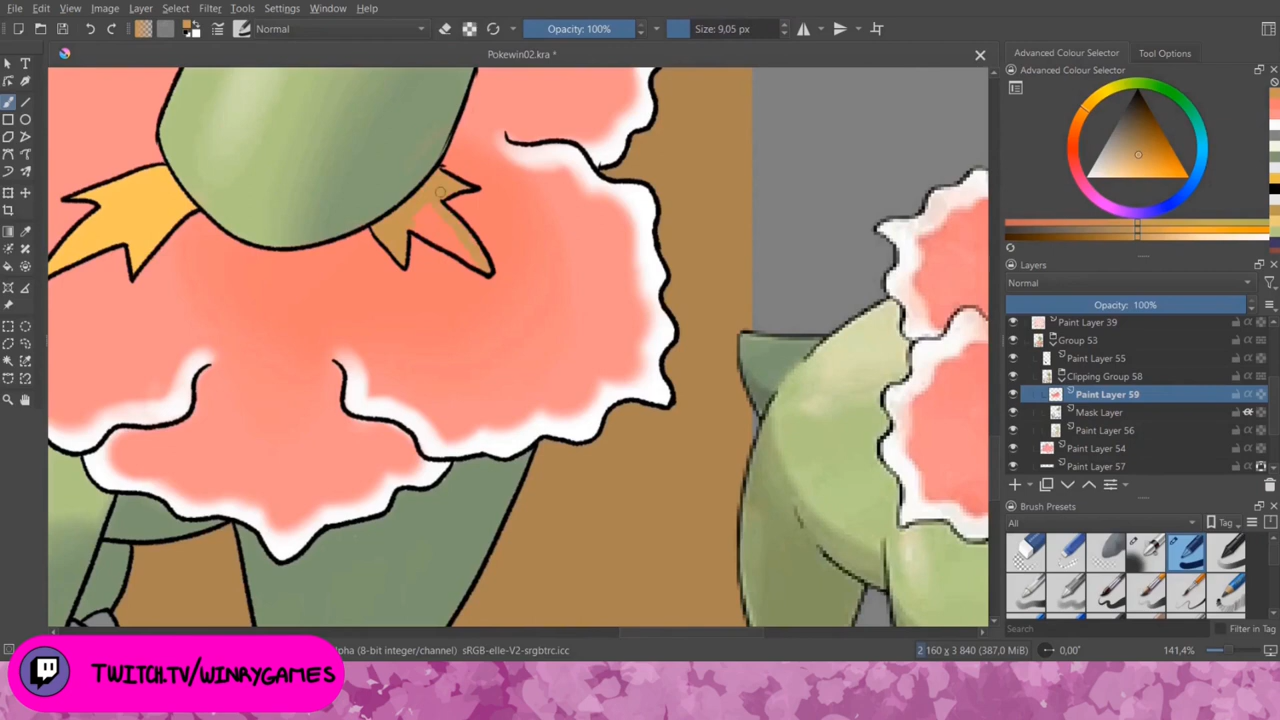 File Edit View Image Layer Select Filter Tools Settings Window Help
Normal
Opacity: 100%
Size: 9,05 px
Pokewin02.kra *
Advanced Colour Selector
Tool Options
Advanced Colour Selector
Layers
Normal
Opacity: 100%
Paint Layer 39
Group 53
Paint Layer 55
Clipping Group 58
Paint Layer 59
Mask Layer
Paint Layer 56
Paint Layer 54
Paint Layer 57
Brush Presets
All
Tag
Search
Filter in Tag
lpha (8-bit integer/channel) sRGB-elle-V2-srgbtrc.icc
2 160 x 3 840 (387,0 MiB)
0,00°
141,4%
TWITCH.TV/WINRYGAMES